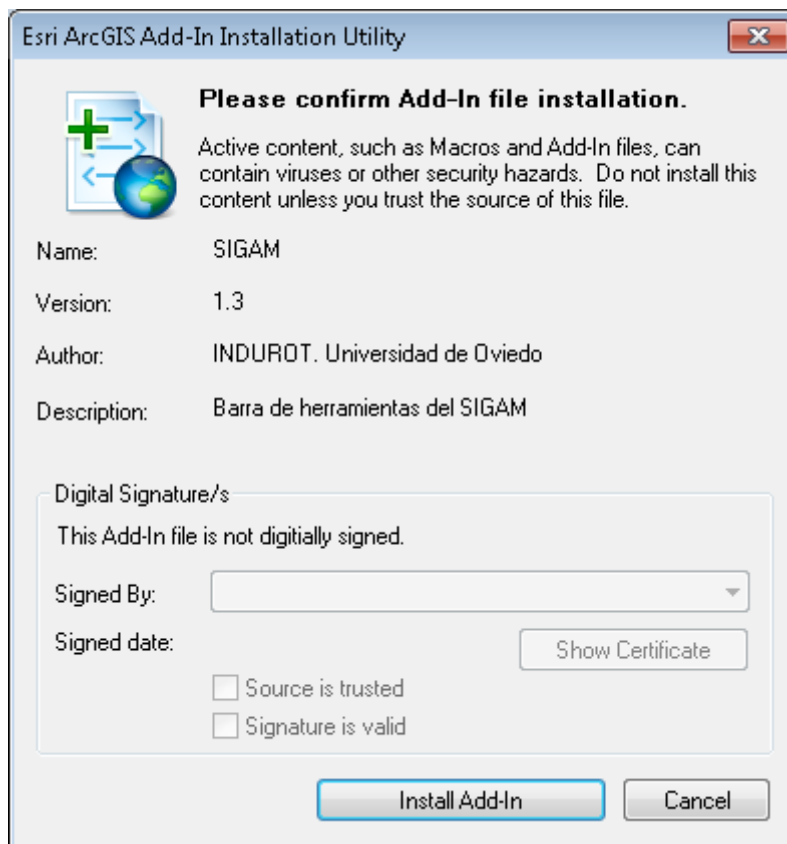 Esri ArcGIS Add-In Installation Utility
Please confirm Add-In file installation.
Active content, such as Macros and Add-In files, can
contain viruses or other security hazards. Do not install this
content unless you trust the source of this file.
Name: SIGAM
Version: 1.3
Author: INDUROT. Universidad de Oviedo
Description: Barra de herramientas del SIGAM
Digital Signature/s
This Add-In file is not digitially signed.
Signed By:
Signed date:
Show Certificate
Source is trusted
Signature is valid
Install Add-In Cancel